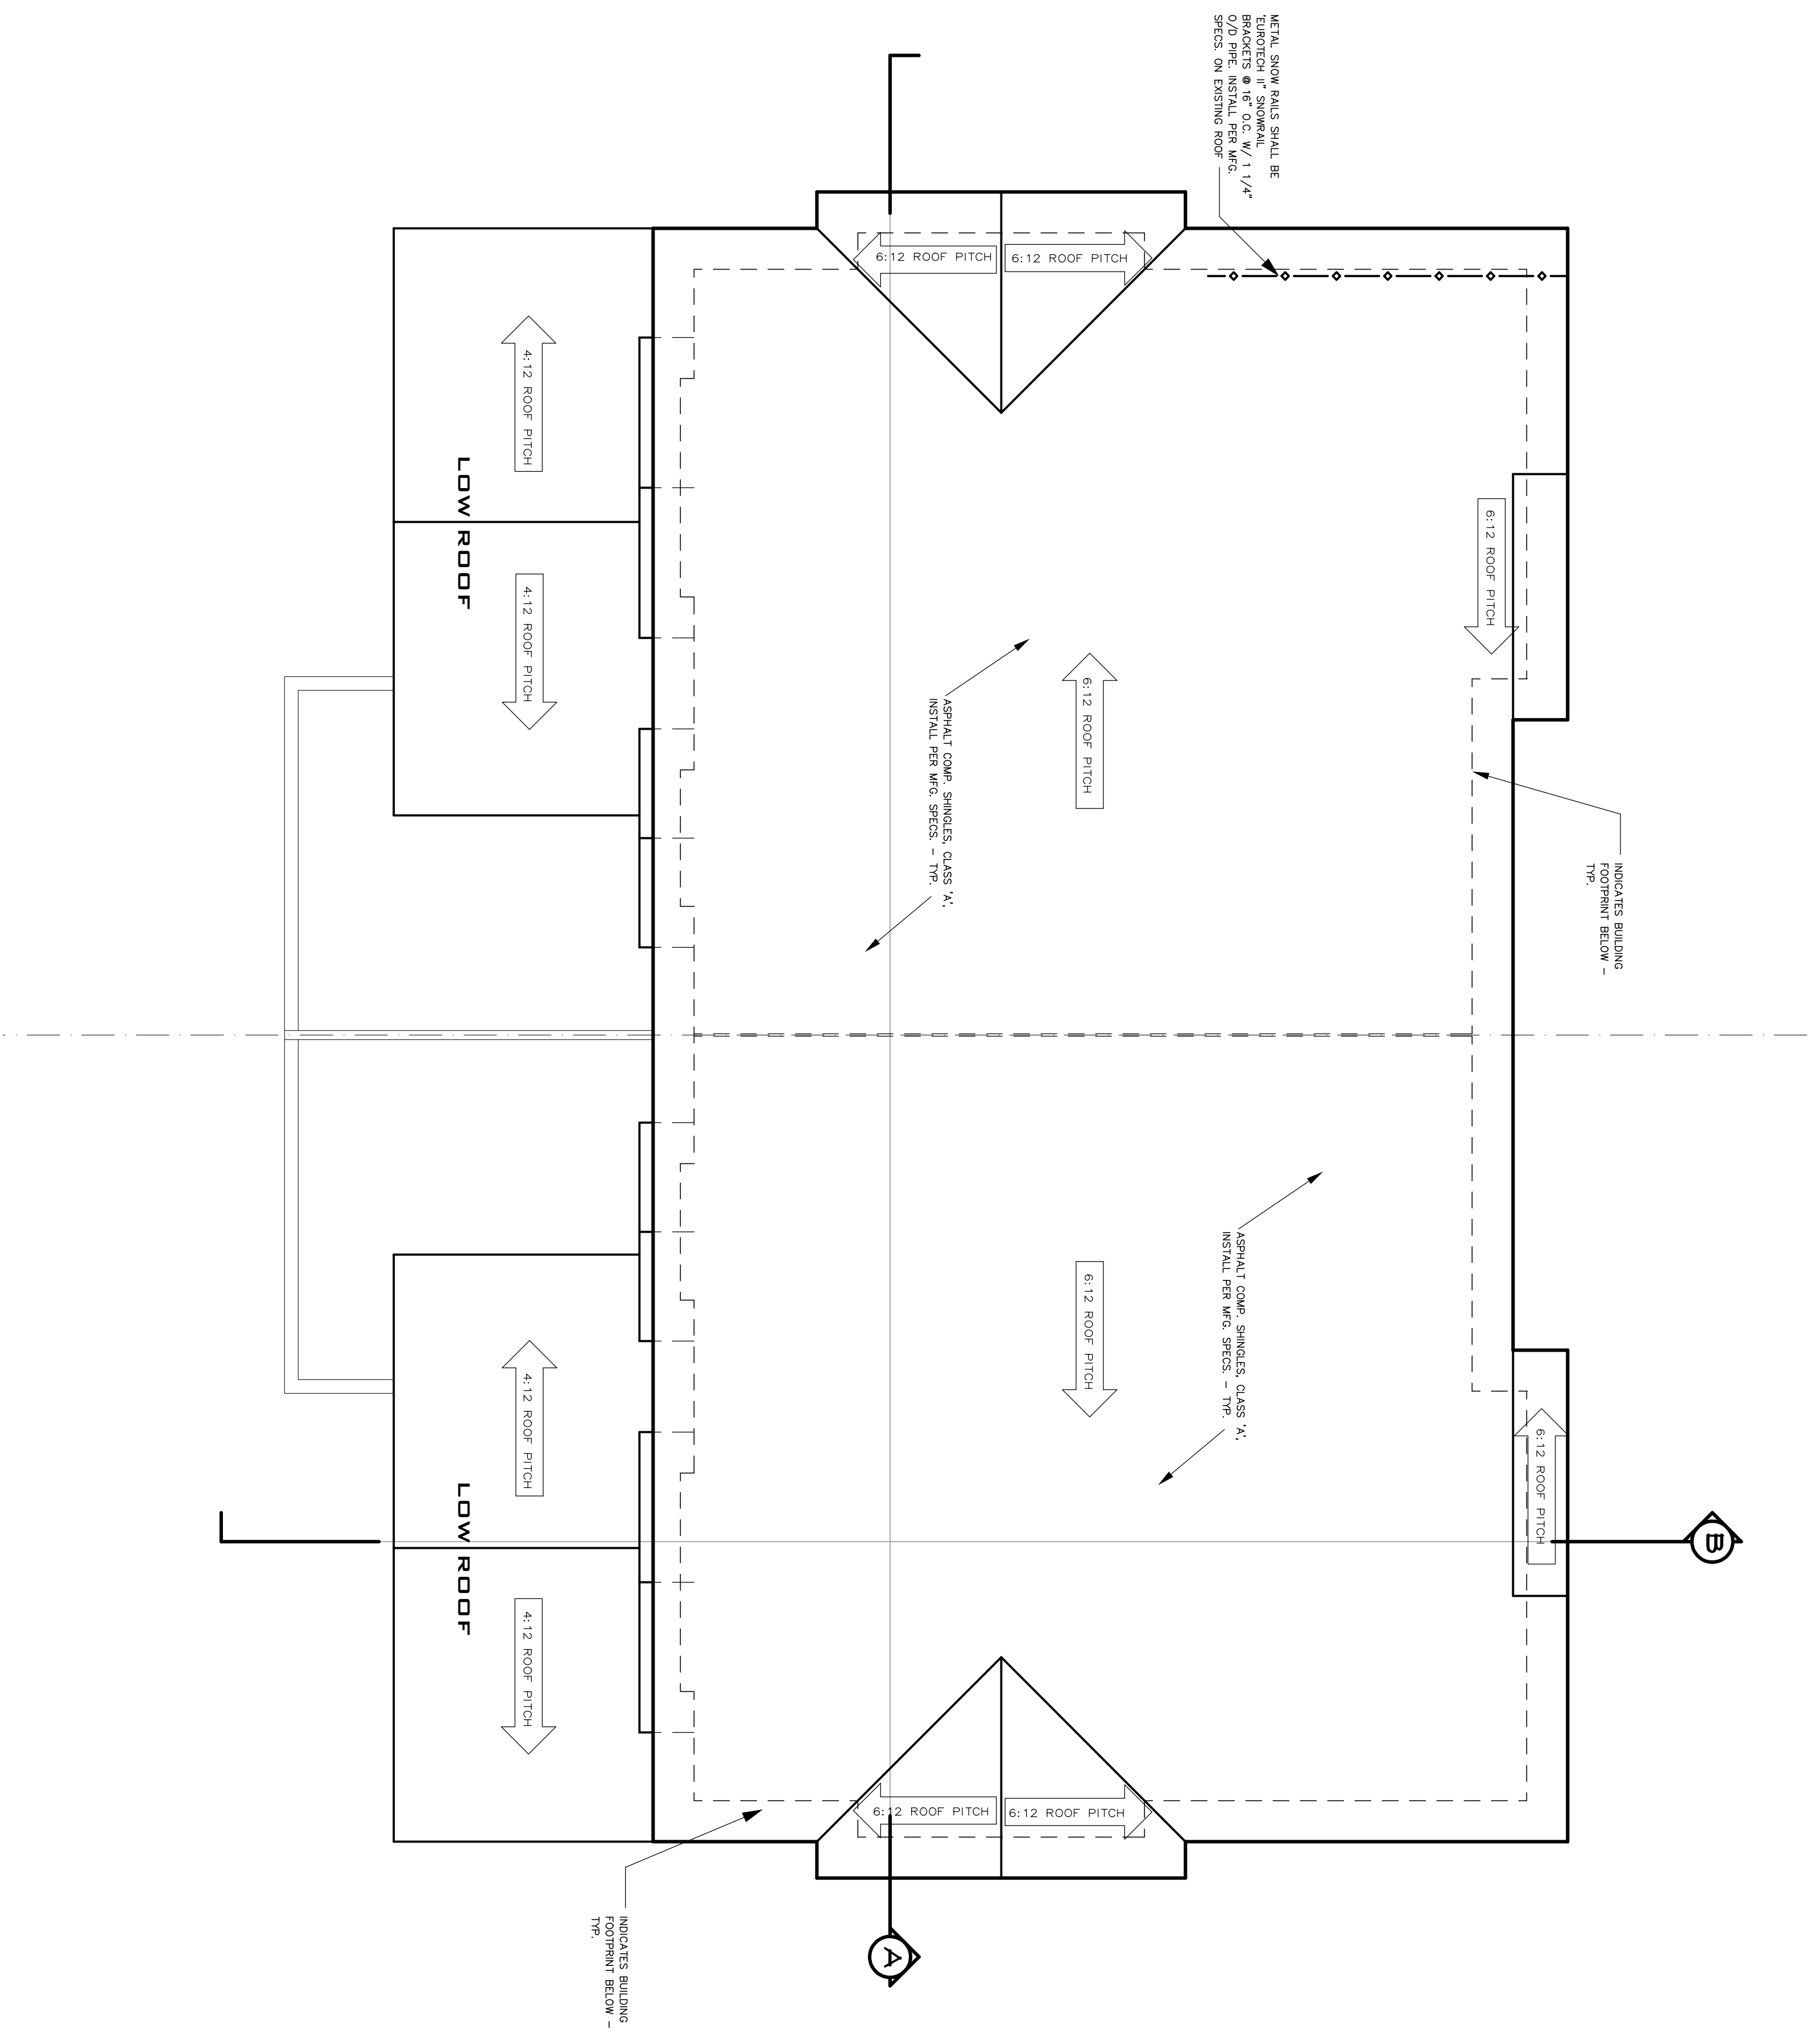 METAL SNOW RAILS SHALL BE
'EUROTECH II" SNOWRAIL
BRACKETS @ 16" O.C. W/ 1 1/4"
O/D PIPE. INSTALL PER MFG.
SPECS. ON EXISTING ROOF
6:12 ROOF PITCH
6:12 ROOF PITCH
6:12 ROOF PITCH
4:12 ROOF PITCH
LOW ROOF
4:12 ROOF PITCH
6:12 ROOF PITCH
ASPHALT COMP. SHINGLES, CLASS 'A',
INSTALL PER MFG. SPECS. – TYP.
INDICATES BUILDING
FOOTPRINT BELOW –
TYP.
6:12 ROOF PITCH
ASPHALT COMP. SHINGLES, CLASS 'A',
INSTALL PER MFG. SPECS. – TYP.
4:12 ROOF PITCH
LOW ROOF
4:12 ROOF PITCH
6:12 ROOF PITCH
B
6:12 ROOF PITCH
6:12 ROOF PITCH
INDICATES BUILDING
FOOTPRINT BELOW –
TYP.
A